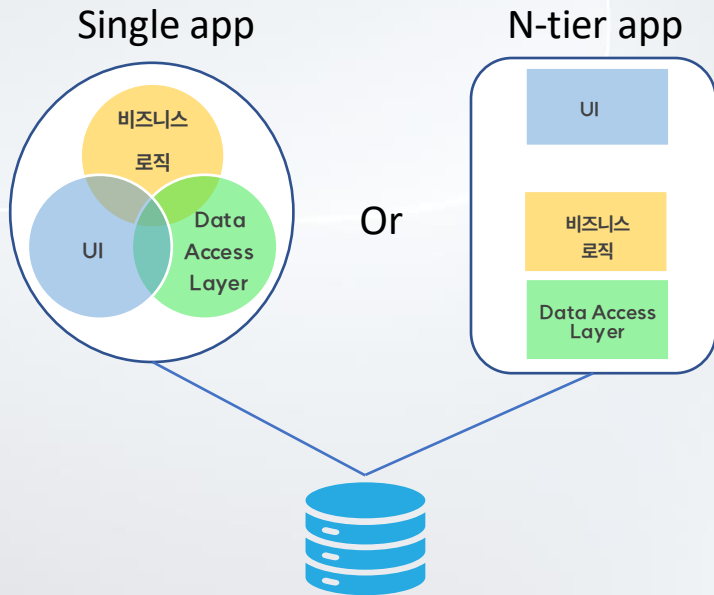 Single app
비즈니스
로직
UI
Data
Access
Layer
Or
N-tier app
UI
비즈니스
로직
Data Access
Layer